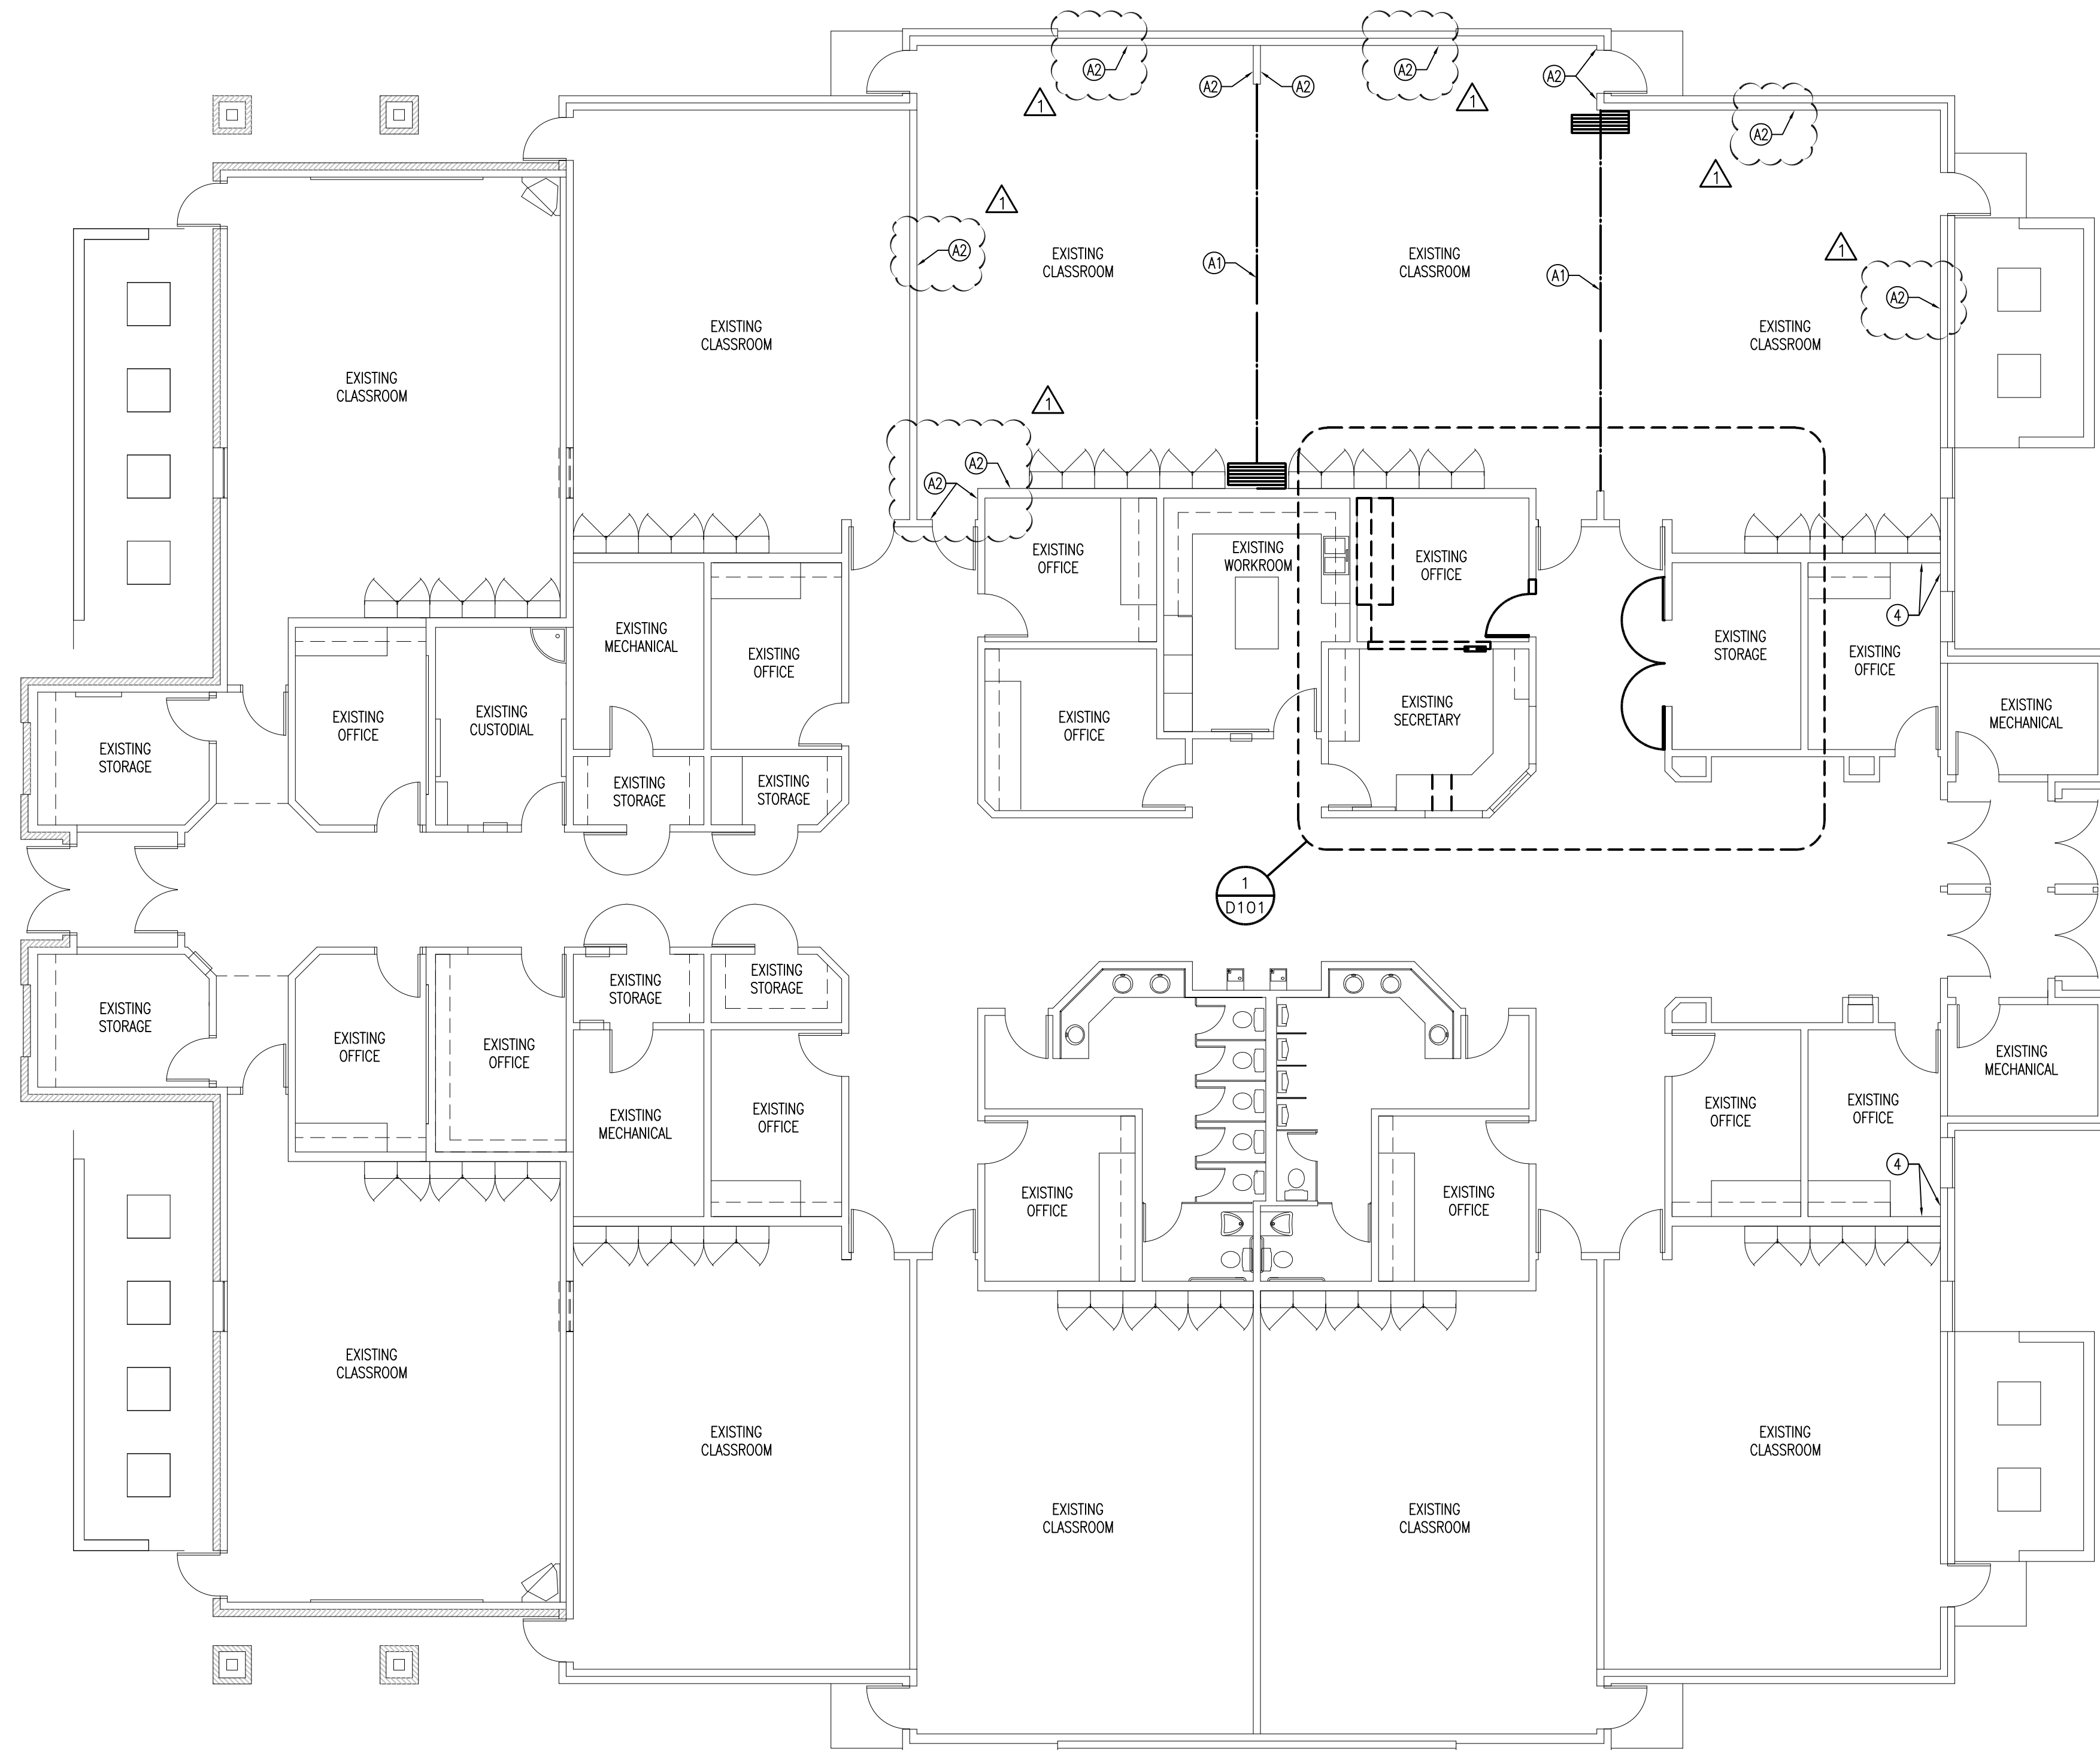 A2
A2
A2
A2
A2
A2
1
1
1
1
A2
A2
1
A2
EXISTING
CLASSROOM
EXISTING
CLASSROOM
A1
A1
EXISTING
CLASSROOM
EXISTING
CLASSROOM
EXISTING
CLASSROOM
1
A2
A2
EXISTING
OFFICE
EXISTING
WORKROOM
EXISTING
OFFICE
4
EXISTING
MECHANICAL
EXISTING
OFFICE
EXISTING
STORAGE
EXISTING
OFFICE
EXISTING
STORAGE
EXISTING
OFFICE
EXISTING
CUSTODIAL
EXISTING
OFFICE
EXISTING
SECRETARY
EXISTING
MECHANICAL
EXISTING
STORAGE
EXISTING
STORAGE
1
D101
EXISTING
STORAGE
EXISTING
STORAGE
EXISTING
STORAGE
EXISTING
OFFICE
EXISTING
OFFICE
EXISTING
MECHANICAL
EXISTING
MECHANICAL
EXISTING
OFFICE
EXISTING
OFFICE
EXISTING
OFFICE
4
EXISTING
OFFICE
EXISTING
OFFICE
EXISTING
CLASSROOM
EXISTING
CLASSROOM
EXISTING
CLASSROOM
EXISTING
CLASSROOM
EXISTING
CLASSROOM